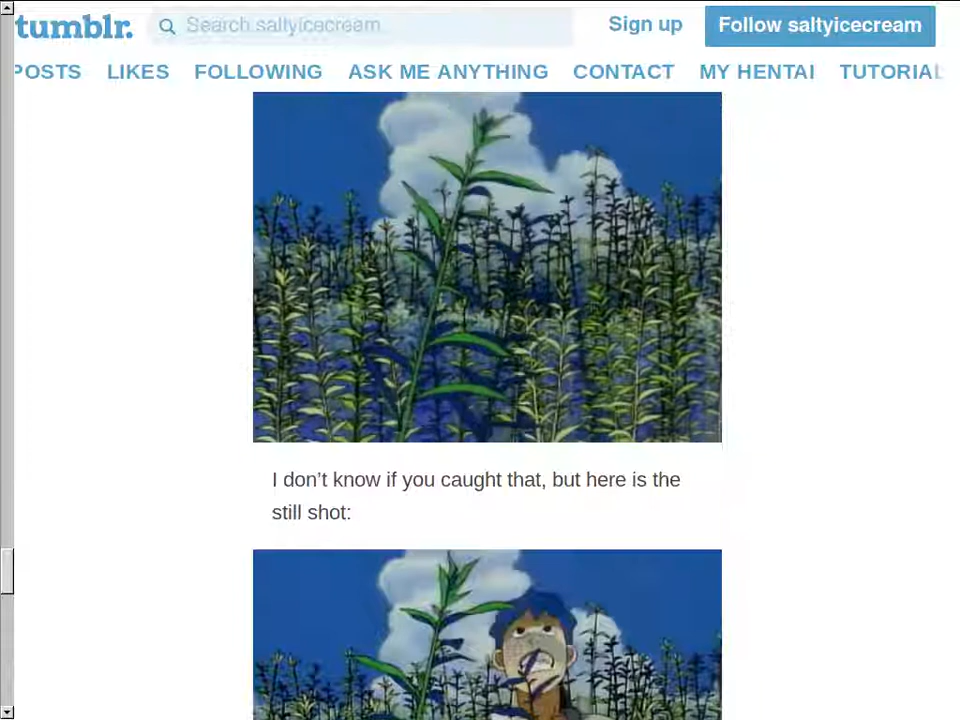 tumblr.
Search saltyicecream
Sign up
Follow saltyicecream
POSTS LIKES FOLLOWING ASK ME ANYTHING CONTACT MY HENTAI TUTORIAL
I don’t know if you caught that, but here is the
still shot: